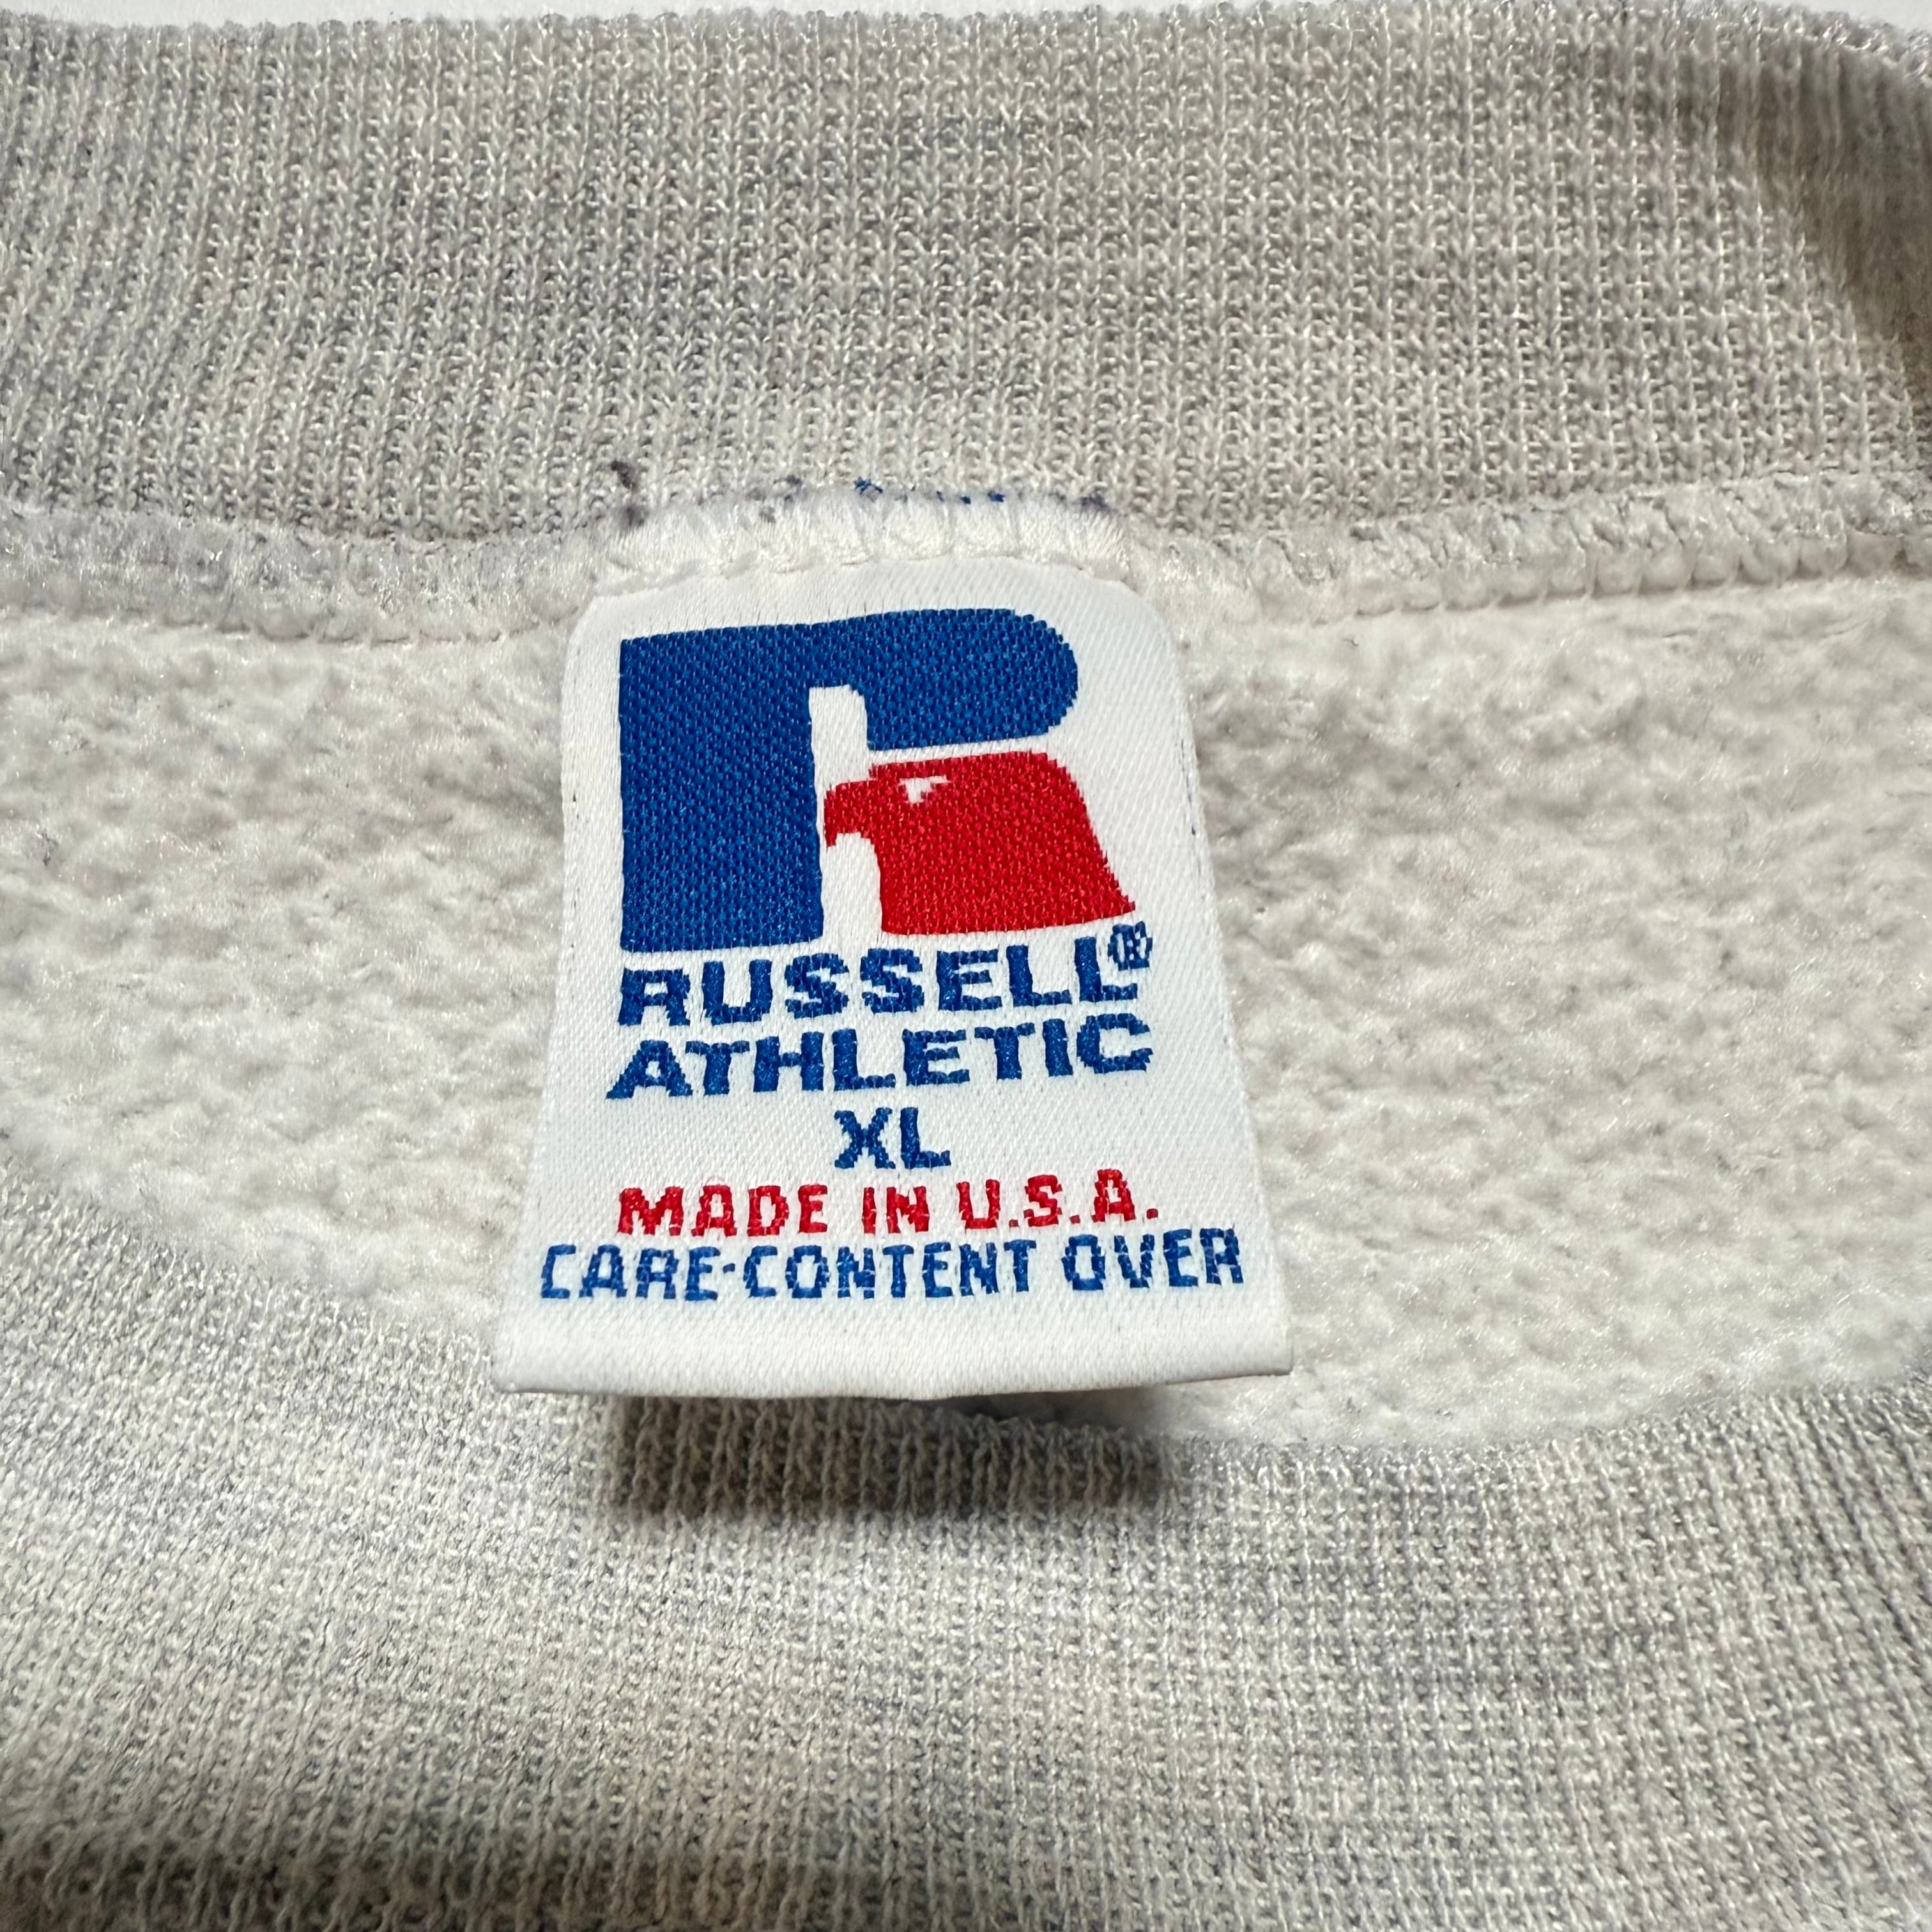 RUSSELL®
ATHLETIC
XL
MADE IN U.S.A.
CARE·CONTENT OVER